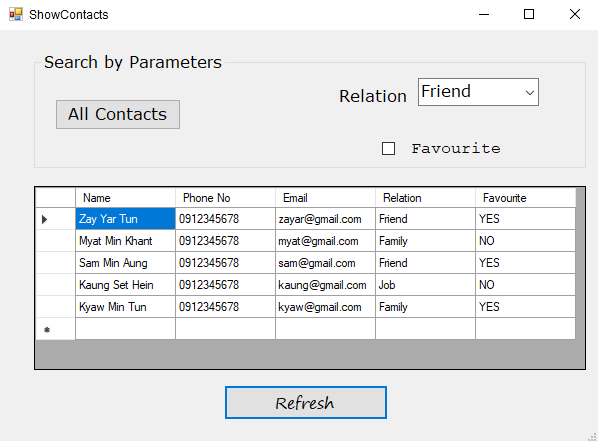 ShowContacts
Search by Parameters
All Contacts
Relation Friend
Favourite
Name Phone No Email Relation Favourite
Zay Yar Tun 0912345678 zayar@gmail.com Friend YES
Myat Min Khant 0912345678 myat@gmail.com Family NO
Sam Min Aung 0912345678 sam@gmail.com Friend YES
Kaung Set Hein 0912345678 kaung@gmail.com Job NO
Kyaw Min Tun 0912345678 kyaw@gmail.com Family YES
Refresh